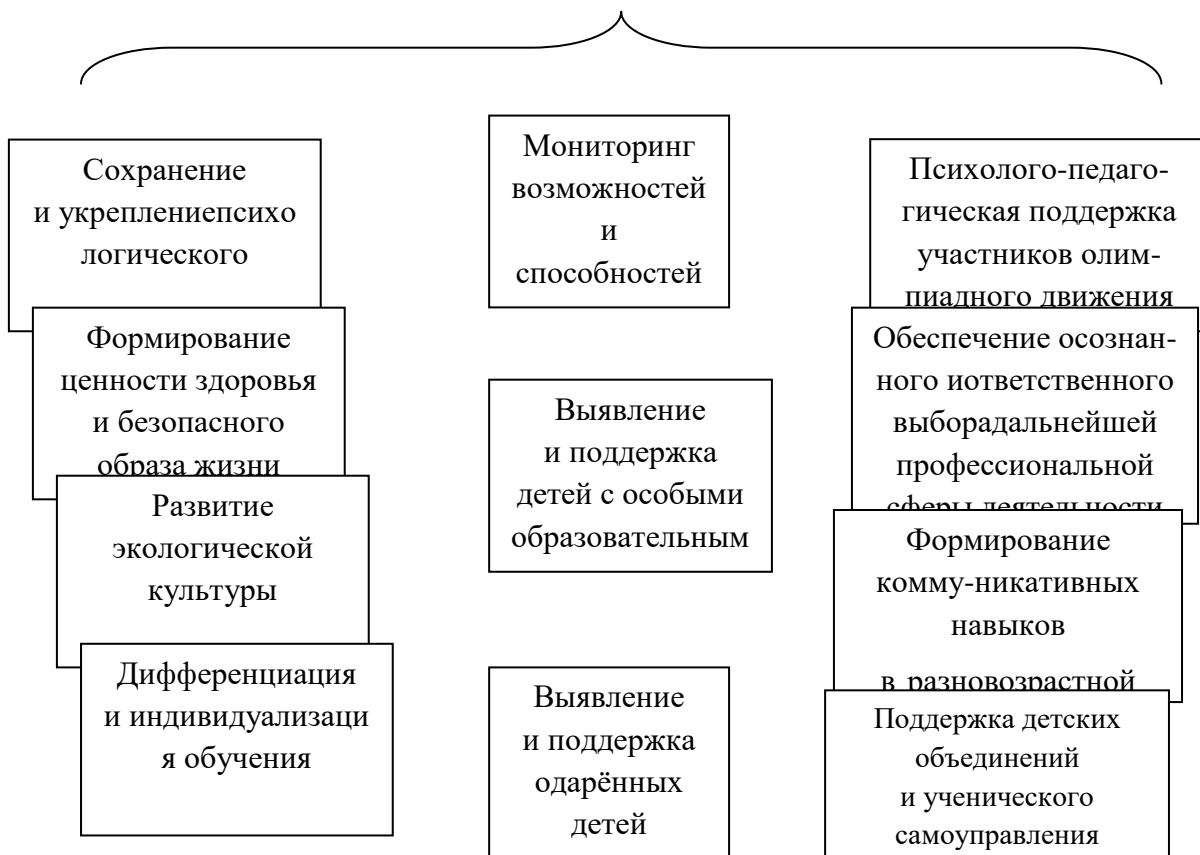 Сохранение
и укреплениепсихо
логического
Формирование
ценности здоровья
и безопасного
образа жизни
Развитие
экологической
культуры
Дифференциация
и индивидуализаци
я обучения
Мониторинг
возможностей
и
способностей
Выявление
и поддержка
детей с особыми
образовательным
Выявление
и поддержка
одарённых
детей
Психолого-педаго-
гическая поддержка
участников олим-
пиадного движения
Обеспечение осознан-
ного иответственного
выборадальнейшей
профессиональной
сферы деятельности
Формирование
комму-никативных
навыков
в разновозрастной
Поддержка детских
объединений
и ученического
самоуправления